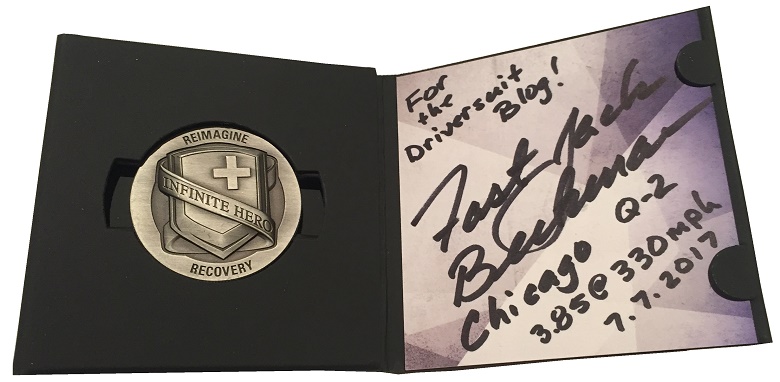 REIMAGINE
INFINITE HERO
RECOVERY
For
the
Driversuit
Blog!
Fast Jack
Beckman
Chicago Q-2
3.85@330mph
7.7.2017